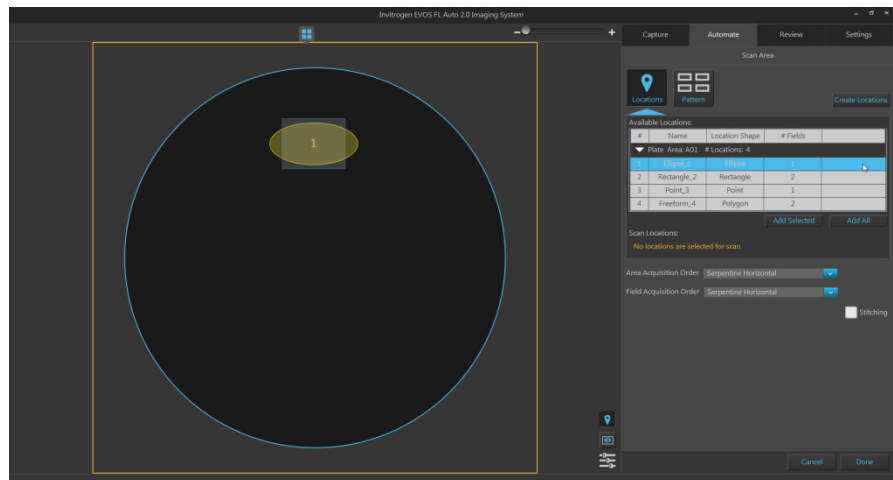 Invitrogen EVOS FL Auto 2.0 Imaging System
Capture Automate Review Settings
Scan Area
Locations Pattern Create Locations
Available Locations:
# Name Location Shape # Fields
Plate Area: A01 # Locations: 4
1 Ellipse_1 Ellipse 1
2 Rectangle_2 Rectangle 2
3 Point_3 Point 1
4 Freeform_4 Polygon 2
Add Selected Add All
Scan Locations:
No locations are selected for scan
Area Acquisition Order Serpentine Horizontal
Field Acquisition Order Serpentine Horizontal
Stitching
1
Cancel Done